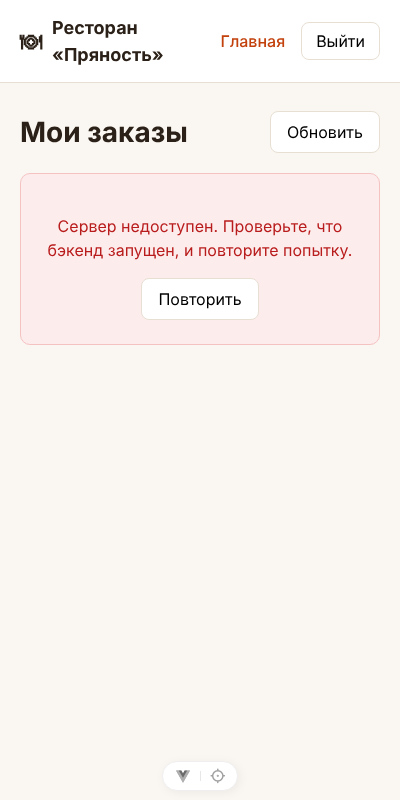 Ресторан
«Пряность»
Главная
Выйти
Мои заказы
Обновить
Сервер недоступен. Проверьте, что
бэкенд запущен, и повторите попытку.
Повторить